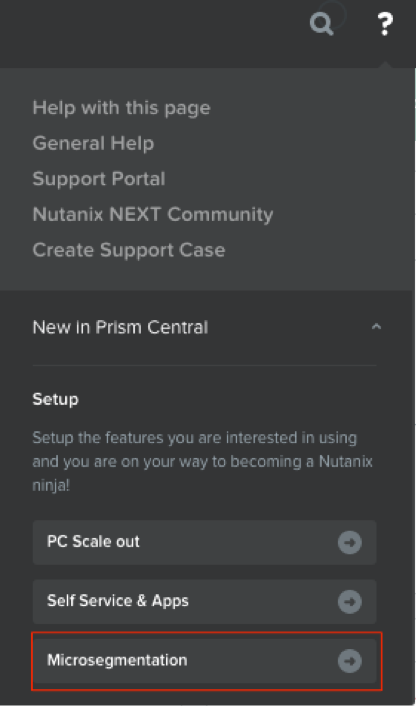 ?
Help with this page
General Help
Support Portal
Nutanix NEXT Community
Create Support Case
New in Prism Central
Setup
Setup the features you are interested in using
and you are on your way to becoming a Nutanix
ninja!
PC Scale out
Self Service & Apps
Microsegmentation